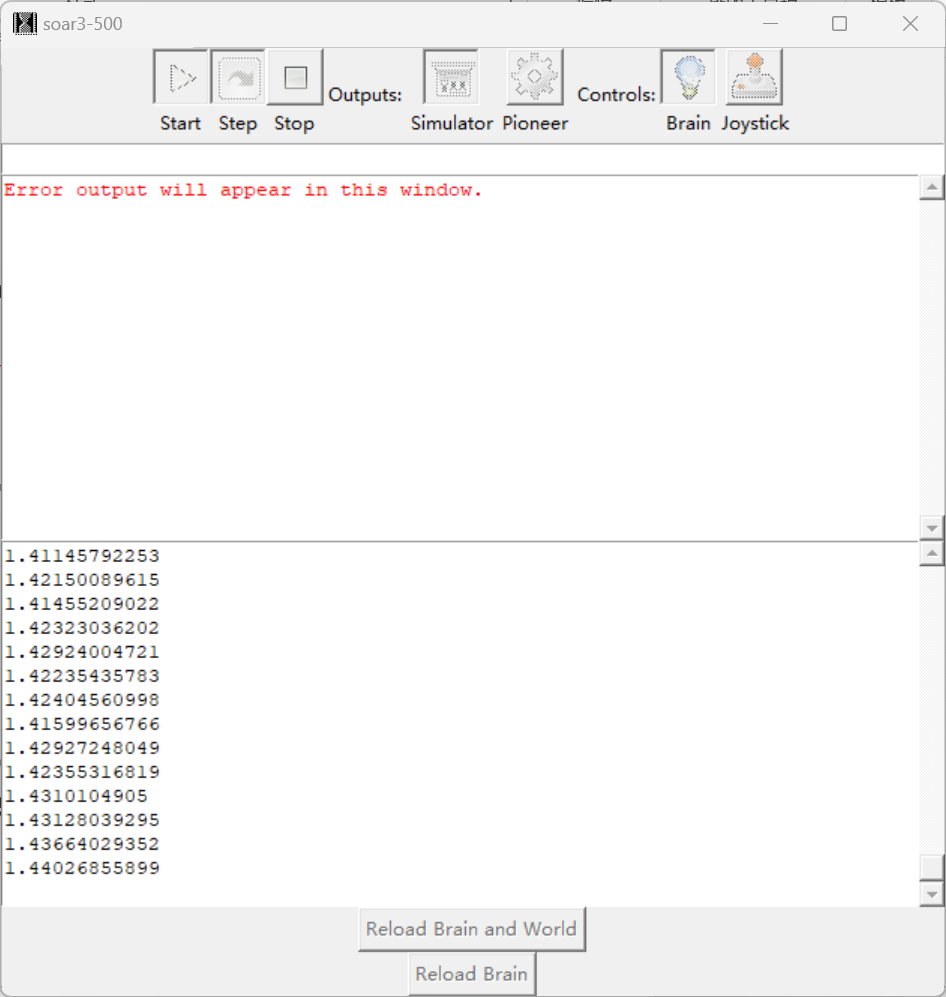 soar3-500
Outputs:
Controls:
Start
Step
Stop
Simulator
Pioneer
Brain
Joystick
Error output will appear in this window.
1.41145792253
1.42150089615
1.41455209022
1.42323036202
1.42924004721
1.42235435783
1.42404560998
1.41599656766
1.42927248049
1.42355316819
1.4310104905
1.43128039295
1.43664029352
1.44026855899
Reload Brain and World
Reload Brain